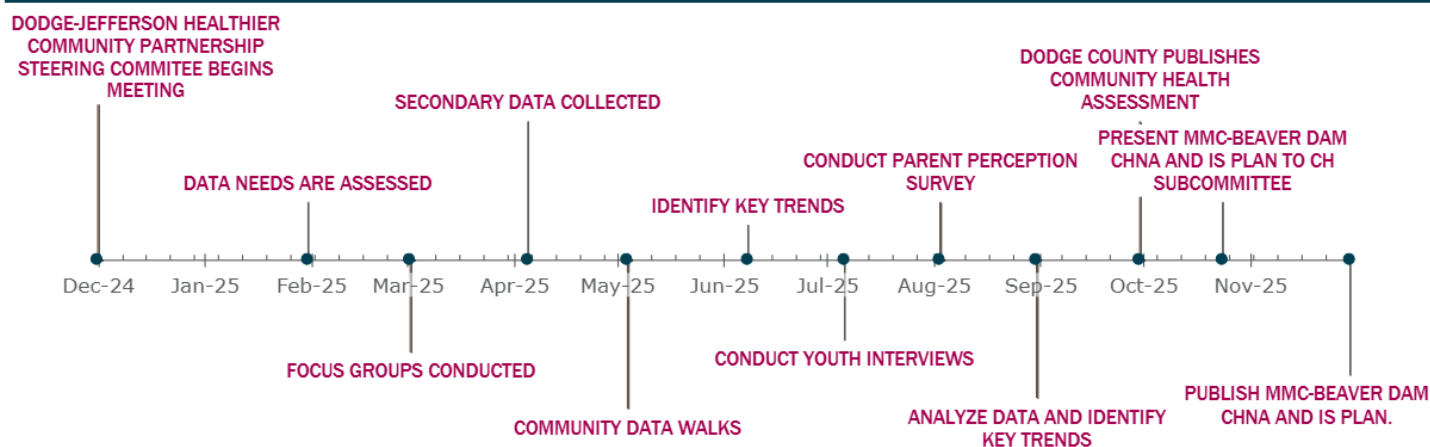 DODGE-JEFFERSON HEALTHIER
COMMUNITY PARTNERSHIP
STEERING COMMITEE BEGINS
MEETING
DATA NEEDS ARE ASSESSED
SECONDARY DATA COLLECTED
IDENTIFY KEY TRENDS
CONDUCT PARENT PERCEPTION
SURVEY
DODGE COUNTY PUBLISHES
COMMUNITY HEALTH
ASSESSMENT
PRESENT MMC-BEAVER DAM
CHNA AND IS PLAN TO CH
SUBCOMMITTEE
Dec-24 Jan-25 Feb-25 Mar-25 Apr-25 May-25 Jun-25 Jul-25 Aug-25 Sep-25 Oct-25 Nov-25
FOCUS GROUPS CONDUCTED
COMMUNITY DATA WALKS
CONDUCT YOUTH INTERVIEWS
ANALYZE DATA AND IDENTIFY
KEY TRENDS
PUBLISH MMC-BEAVER DAM
CHNA AND IS PLAN.